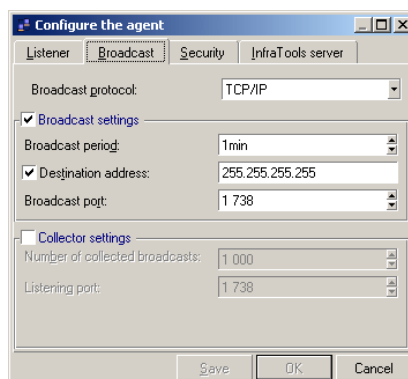 Configure the agent
Listener Broadcast Security InfraTools server
Broadcast protocol: TCP/IP
Broadcast settings
Broadcast period: 1min
Destination address: 255.255.255.255
Broadcast port: 1 738
Collector settings
Number of collected broadcasts: 1 000
Listening port: 1 738
Save OK Cancel